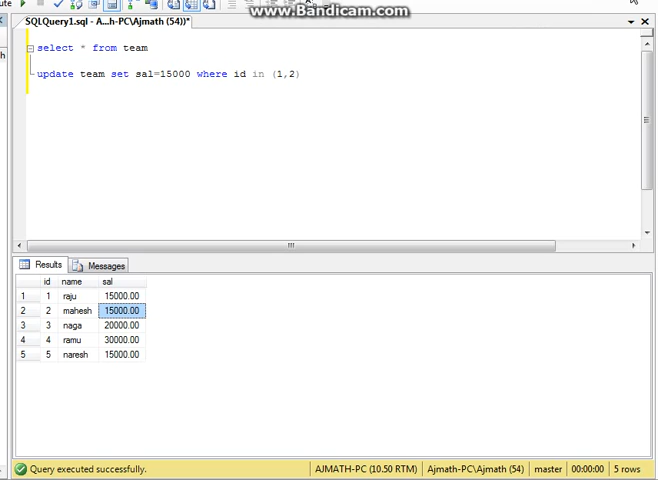 www.Bandicam.com
SQLQuery1.sql - A...h-PC\Ajmath (54))*
select * from team
update team set sal=15000 where id in (1,2)
Results Messages
id name sal
1 1 raju 15000.00
2 2 mahesh 15000.00
3 3 naga 20000.00
4 4 ramu 30000.00
5 5 naresh 15000.00
Query executed successfully. AJMATH-PC (10.50 RTM) Ajmath-PC\Ajmath (54) master 00:00:00 5 rows